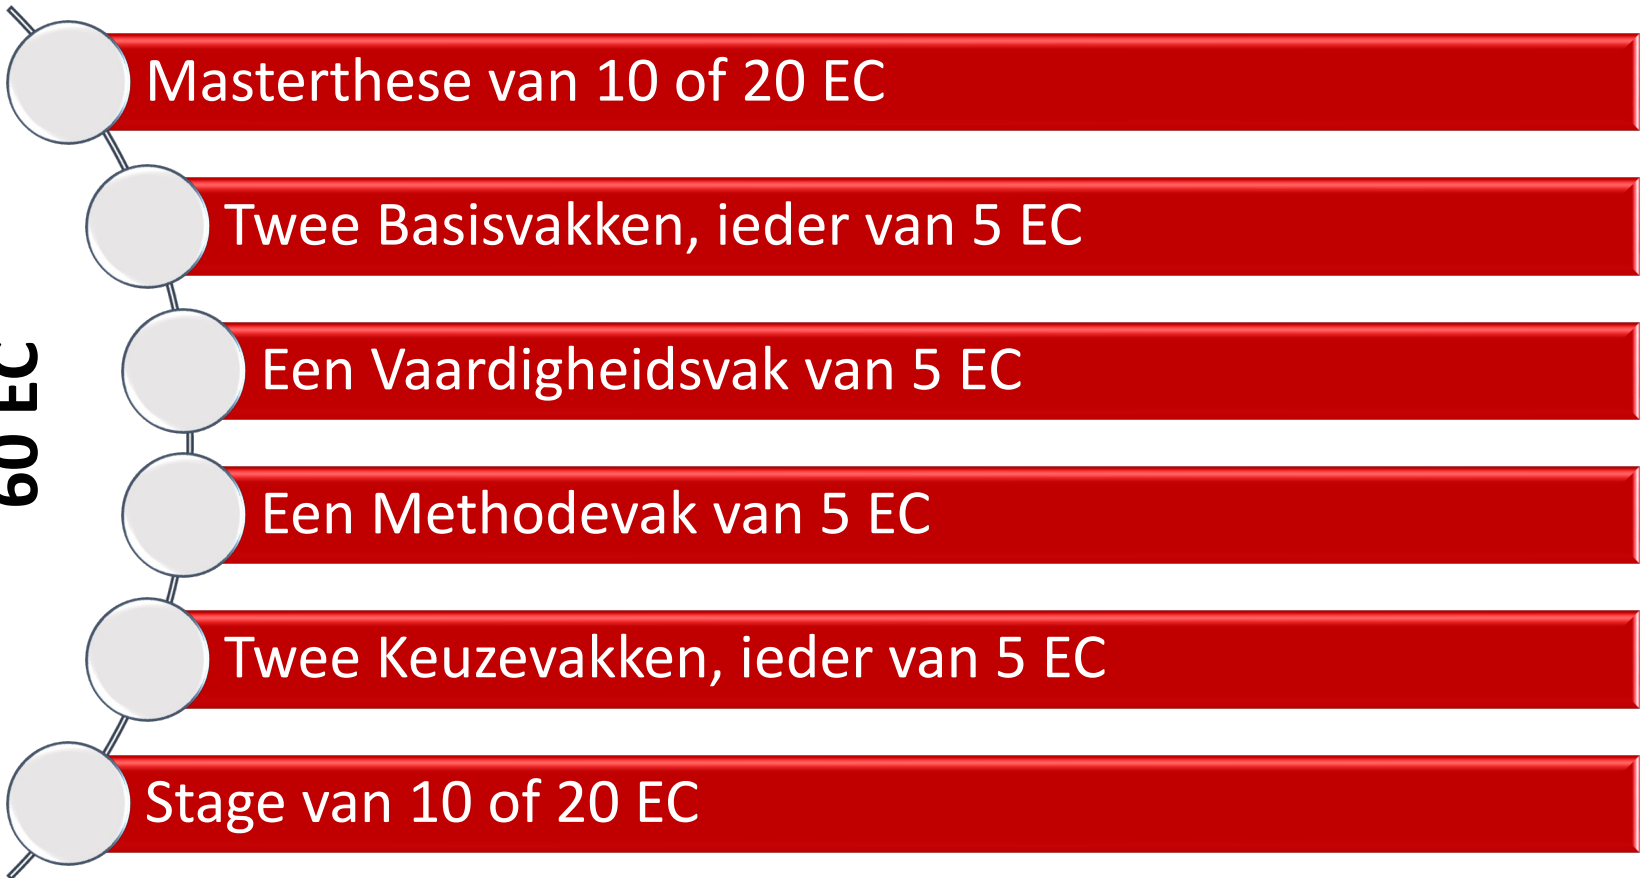 Masterthese van 10 of 20 EC
Twee Basisvakken, ieder van 5 EC
60 EC
Een Vaardigheidsvak van 5 EC
Een Methodevak van 5 EC
Twee Keuzevakken, ieder van 5 EC
Stage van 10 of 20 EC